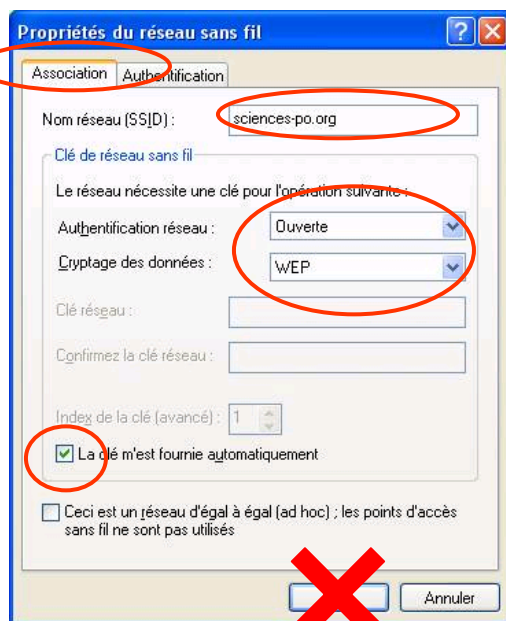 Propriétés du réseau sans fil
Association Authentification
Nom réseau (SSID) : sciences-po.org
Clé de réseau sans fil
Le réseau nécessite une clé pour l'opération suivante :
Authentification réseau : Ouverte
Cryptage des données : WEP
Clé réseau :
Confirmez la clé réseau :
Index de la clé (avancé) : 1
La clé m'est fournie automatiquement
Ceci est un réseau d'égal à égal (ad hoc) ; les points d'accès
sans fil ne sont pas utilisés
Annuler